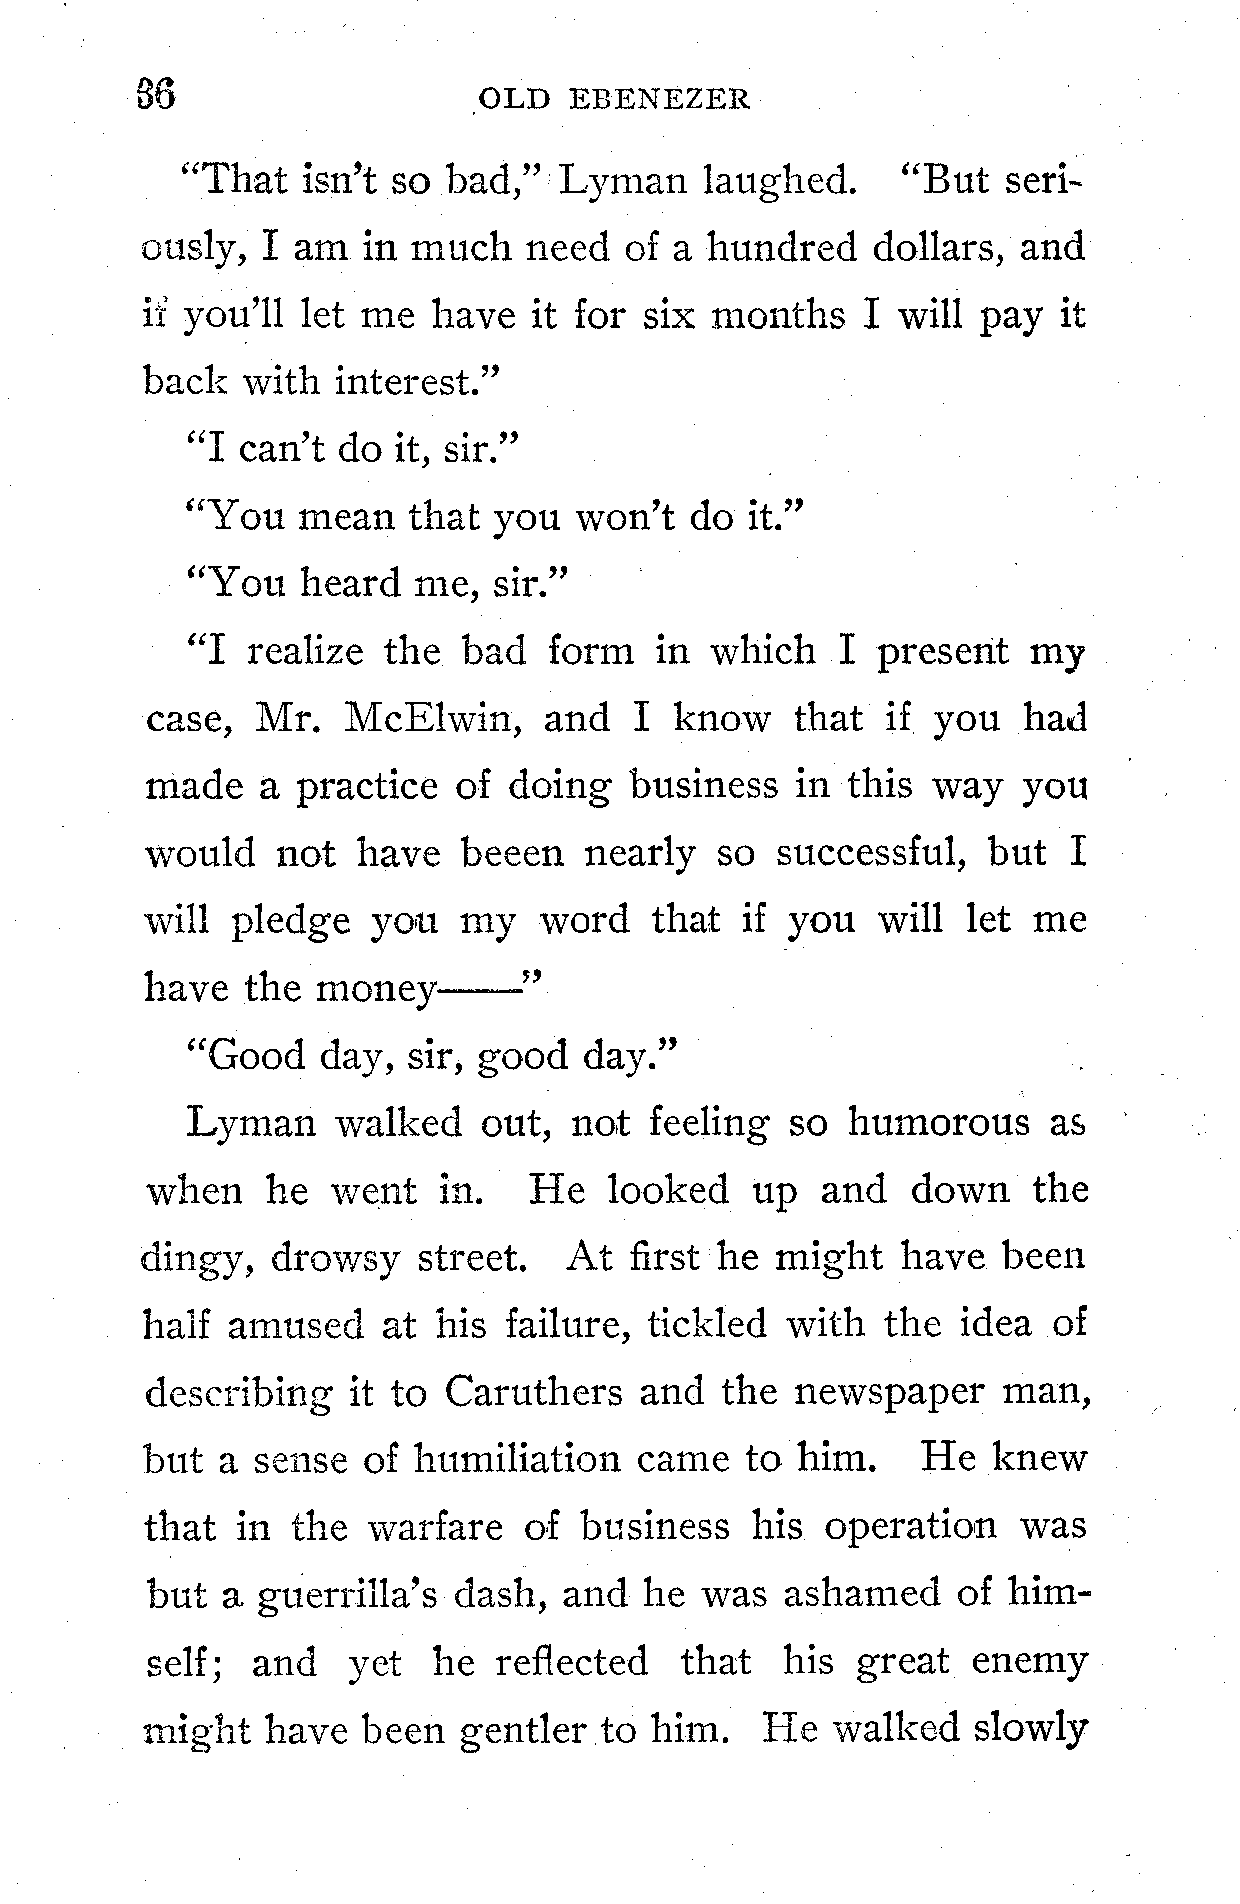 36 OLD EBENEZER
“That isn’t so bad,” Lyman laughed. “But seri-
ously, I am in much need of a hundred dollars, and
if you’ll let me have it for six months I will pay it
back with interest.”
“I can’t do it, sir.”
“You mean that you won’t do it.”
“You heard me, sir.”
“I realize the bad form in which I present my
case, Mr. McElwin, and I know that if you had
made a practice of doing business in this way you
would not have beeen nearly so successful, but I
will pledge you my word that if you will let me
have the money——”
“Good day, sir, good day.”
Lyman walked out, not feeling so humorous as
when he went in. He looked up and down the
dingy, drowsy street. At first he might have been
half amused at his failure, tickled with the idea of
describing it to Caruthers and the newspaper man,
but a sense of humiliation came to him. He knew
that in the warfare of business his operation was
but a guerrilla’s dash, and he was ashamed of him-
self; and yet he reflected that his great enemy
might have been gentler to him. He walked slowly